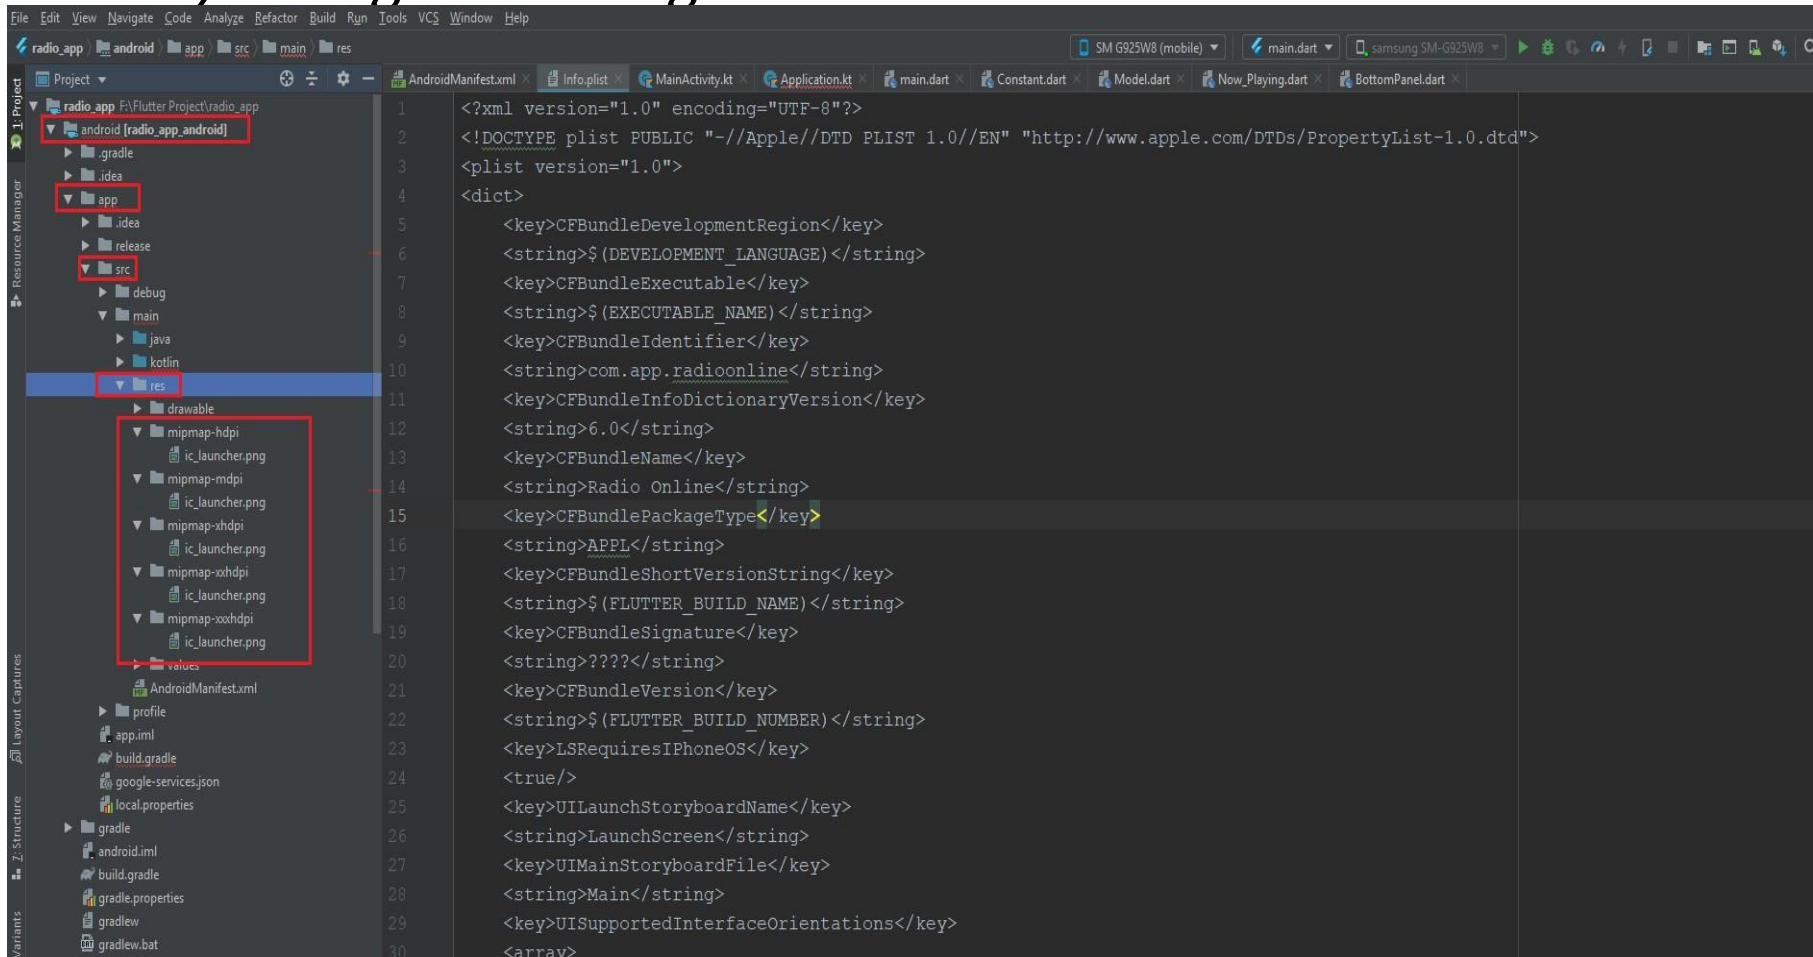 File Edit View Navigate Code Analyze Refactor Build Run Tools VCS Window Help
radio_app android app src main res SM G925W8 (mobile) main.dart samsung SM-G925W8
Project AndroidManifest.xml Info.plist MainActivity.kt Application.kt main.dart Constant.dart Model.dart Now_Playing.dart BottomPanel.dart
1: Project
Resource Manager
Layout Captures
7: Structure
Variants
radio_app F:\Flutter Project\radio_app
android [radio_app_android]
.gradle
.idea
app
.idea
release
src
debug
main
java
kotlin
res
drawable
mipmap-hdpi
ic_launcher.png
mipmap-mdpi
ic_launcher.png
mipmap-xhdpi
ic_launcher.png
mipmap-xxhdpi
ic_launcher.png
mipmap-xxxhdpi
ic_launcher.png
values
AndroidManifest.xml
profile
app.iml
build.gradle
google-services.json
local.properties
gradle
android.iml
build.gradle
gradle.properties
gradlew
gradlew.bat
1 <?xml version="1.0" encoding="UTF-8"?>
2 <!DOCTYPE plist PUBLIC "-//Apple//DTD PLIST 1.0//EN" "http://www.apple.com/DTDs/PropertyList-1.0.dtd">
3 <plist version="1.0">
4 <dict>
5 <key>CFBundleDevelopmentRegion</key>
6 <string>$(DEVELOPMENT_LANGUAGE)</string>
7 <key>CFBundleExecutable</key>
8 <string>$(EXECUTABLE_NAME)</string>
9 <key>CFBundleIdentifier</key>
10 <string>com.app.radioonline</string>
11 <key>CFBundleInfoDictionaryVersion</key>
12 <string>6.0</string>
13 <key>CFBundleName</key>
14 <string>Radio Online</string>
15 <key>CFBundlePackageType</key>
16 <string>APPL</string>
17 <key>CFBundleShortVersionString</key>
18 <string>$(FLUTTER_BUILD_NAME)</string>
19 <key>CFBundleSignature</key>
20 <string>????</string>
21 <key>CFBundleVersion</key>
22 <string>$(FLUTTER_BUILD_NUMBER)</string>
23 <key>LSRequiresIPhoneOS</key>
24 <true/>
25 <key>UILaunchStoryboardName</key>
26 <string>LaunchScreen</string>
27 <key>UIMainStoryboardFile</key>
28 <string>Main</string>
29 <key>UISupportedInterfaceOrientations</key>
30 <array>